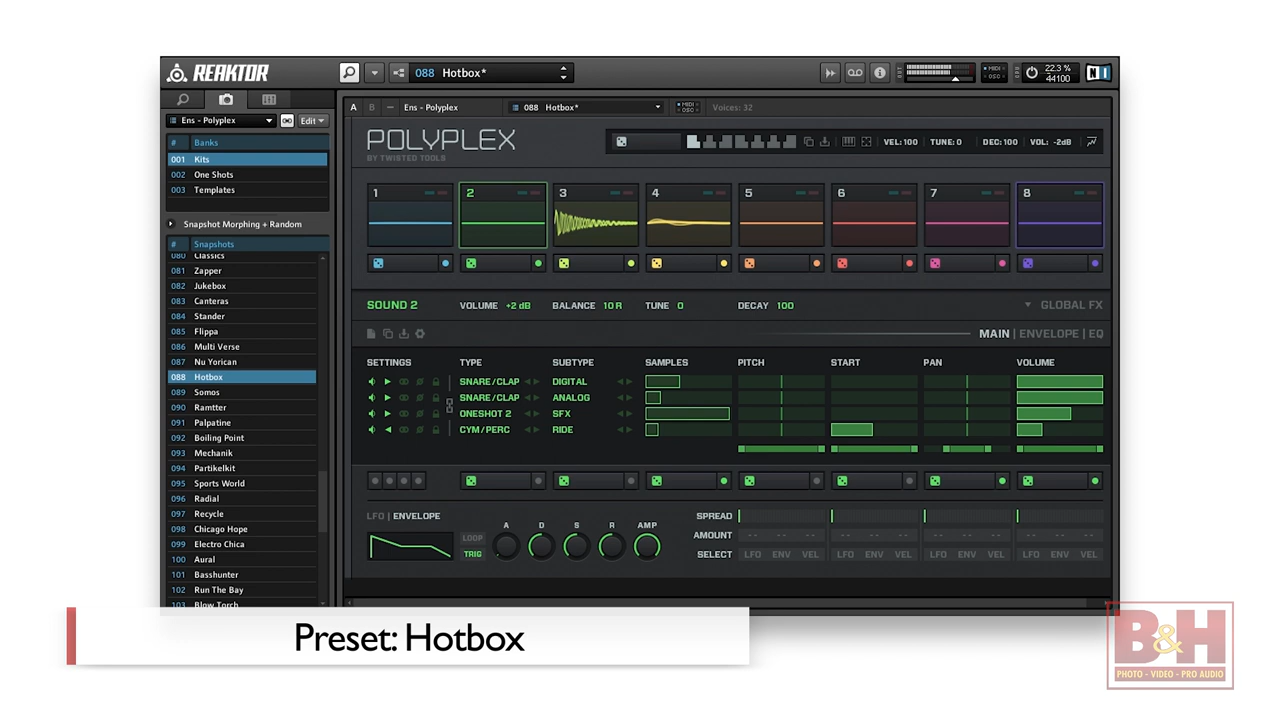 REAKTOR
088 Hotbox*
MIDI
OSC
22.3 %
44100
NI
A B Ens - Polyplex 088 Hotbox* MIDI OSC Voices: 32
Ens - Polyplex Edit
# Banks
001 Kits
002 One Shots
003 Templates
Snapshot Morphing + Random
# Snapshots
080 Classics
081 Zapper
082 Jukebox
083 Canteras
084 Stander
085 Flippa
086 Multi Verse
087 Nu Yorican
088 Hotbox
089 Somos
090 Ramtter
091 Palpatine
092 Boiling Point
093 Mechanik
094 Partikelkit
095 Sports World
096 Radial
097 Recycle
098 Chicago Hope
099 Electro Chica
100 Aural
101 Basshunter
102 Run The Bay
103 Blow Torch
POLYPLEX
BY TWISTED TOOLS
VEL: 100 TUNE: 0 DEC: 100 VOL: -2dB
1 2 3 4 5 6 7 8
SOUND 2 VOLUME +2 dB BALANCE 10 R TUNE 0 DECAY 100 GLOBAL FX
MAIN | ENVELOPE | EQ
SETTINGS TYPE SUBTYPE SAMPLES PITCH START PAN VOLUME
SNARE/CLAP DIGITAL
SNARE/CLAP ANALOG
ONESHOT 2 SFX
CYM/PERC RIDE
LFO | ENVELOPE
LOOP
TRIG
A D S R AMP
SPREAD
AMOUNT -- -- -- -- -- -- -- -- -- -- -- --
SELECT LFO ENV VEL LFO ENV VEL LFO ENV VEL LFO ENV VEL
Preset: Hotbox
B&H
PHOTO - VIDEO - PRO AUDIO